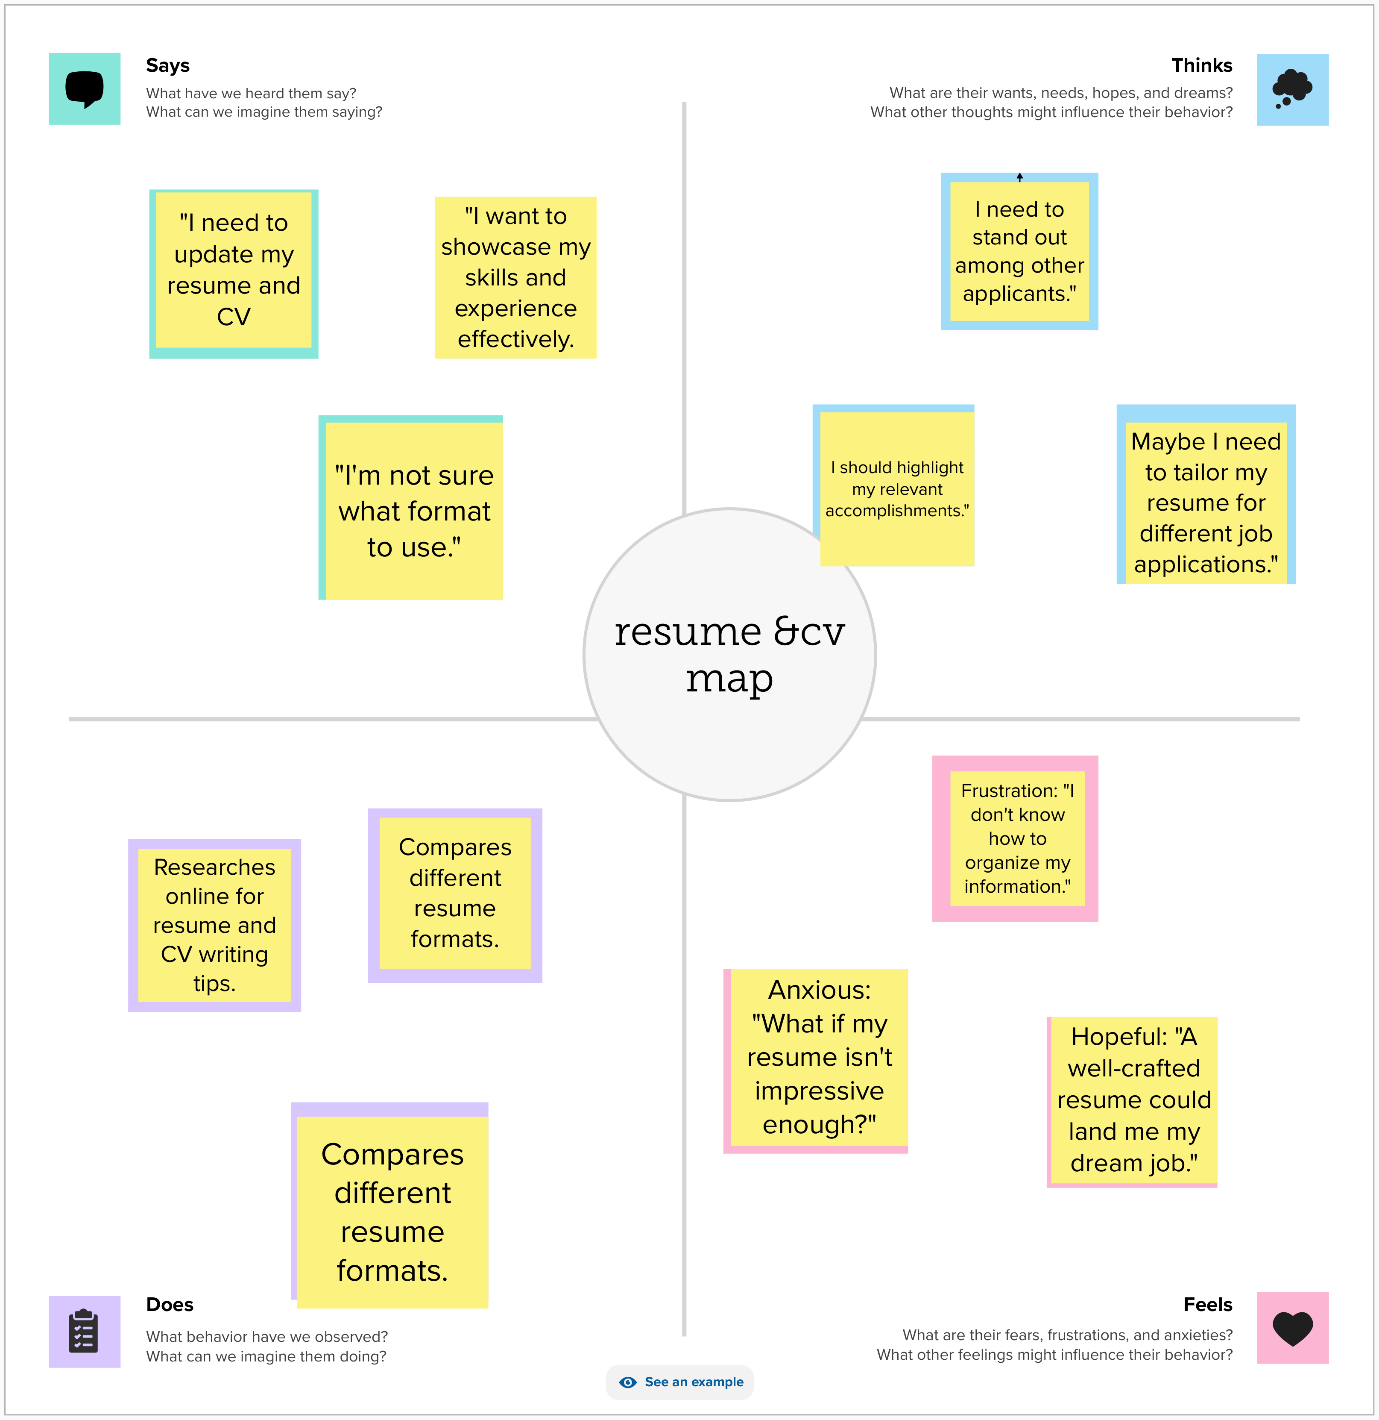 Says
What have we heard them say?
What can we imagine them saying?
Thinks
What are their wants, needs, hopes, and dreams?
What other thoughts might influence their behavior?
"I need to
update my
resume and
CV
"I want to
showcase my
skills and
experience
effectively.
"I'm not sure
what format
to use."
I need to
stand out
among other
applicants."
I should highlight
my relevant
accomplishments."
Maybe I need
to tailor my
resume for
different job
applications."
resume &cv
map
Researches
online for
resume and
CV writing
tips.
Compares
different
resume
formats.
Compares
different
resume
formats.
Frustration: "I
don't know
how to
organize my
information."
Anxious:
"What if my
resume isn't
impressive
enough?"
Hopeful: "A
well-crafted
resume could
land me my
dream job."
Does
What behavior have we observed?
What can we imagine them doing?
Feels
What are their fears, frustrations, and anxieties?
What other feelings might influence their behavior?
See an example